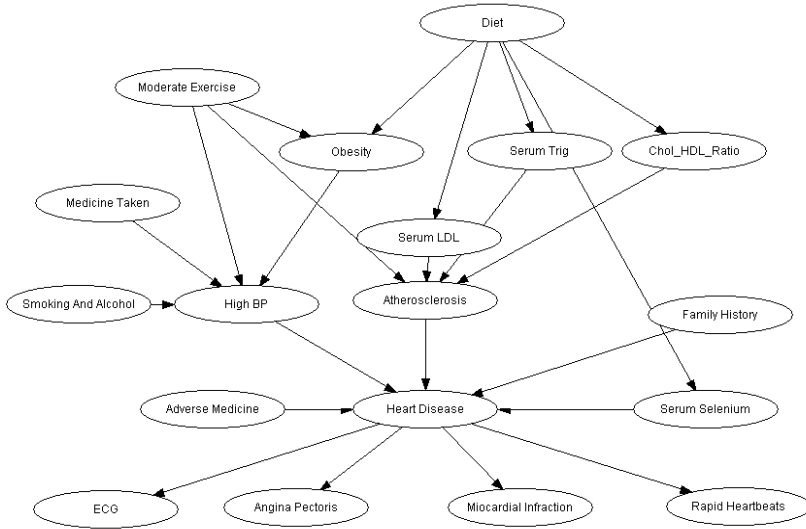 Diet
Moderate Exercise
Obesity
Serum Trig
Chol_HDL_Ratio
Medicine Taken
Serum LDL
Smoking And Alcohol
High BP
Atherosclerosis
Family History
Adverse Medicine
Heart Disease
Serum Selenium
ECG
Angina Pectoris
Miocardial Infraction
Rapid Heartbeats